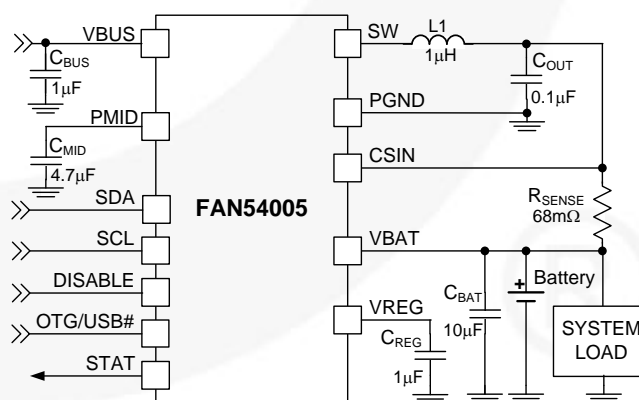 VBUS
CBUS
1μF
PMID
CMID
4.7μF
SDA
SCL
DISABLE
OTG/USB#
STAT
FAN54005
SW
L1
1μH
COUT
0.1μF
PGND
CSIN
RSENSE
68mΩ
VBAT
CBAT
10μF
+ Battery
VREG
CREG
1μF
SYSTEM
LOAD